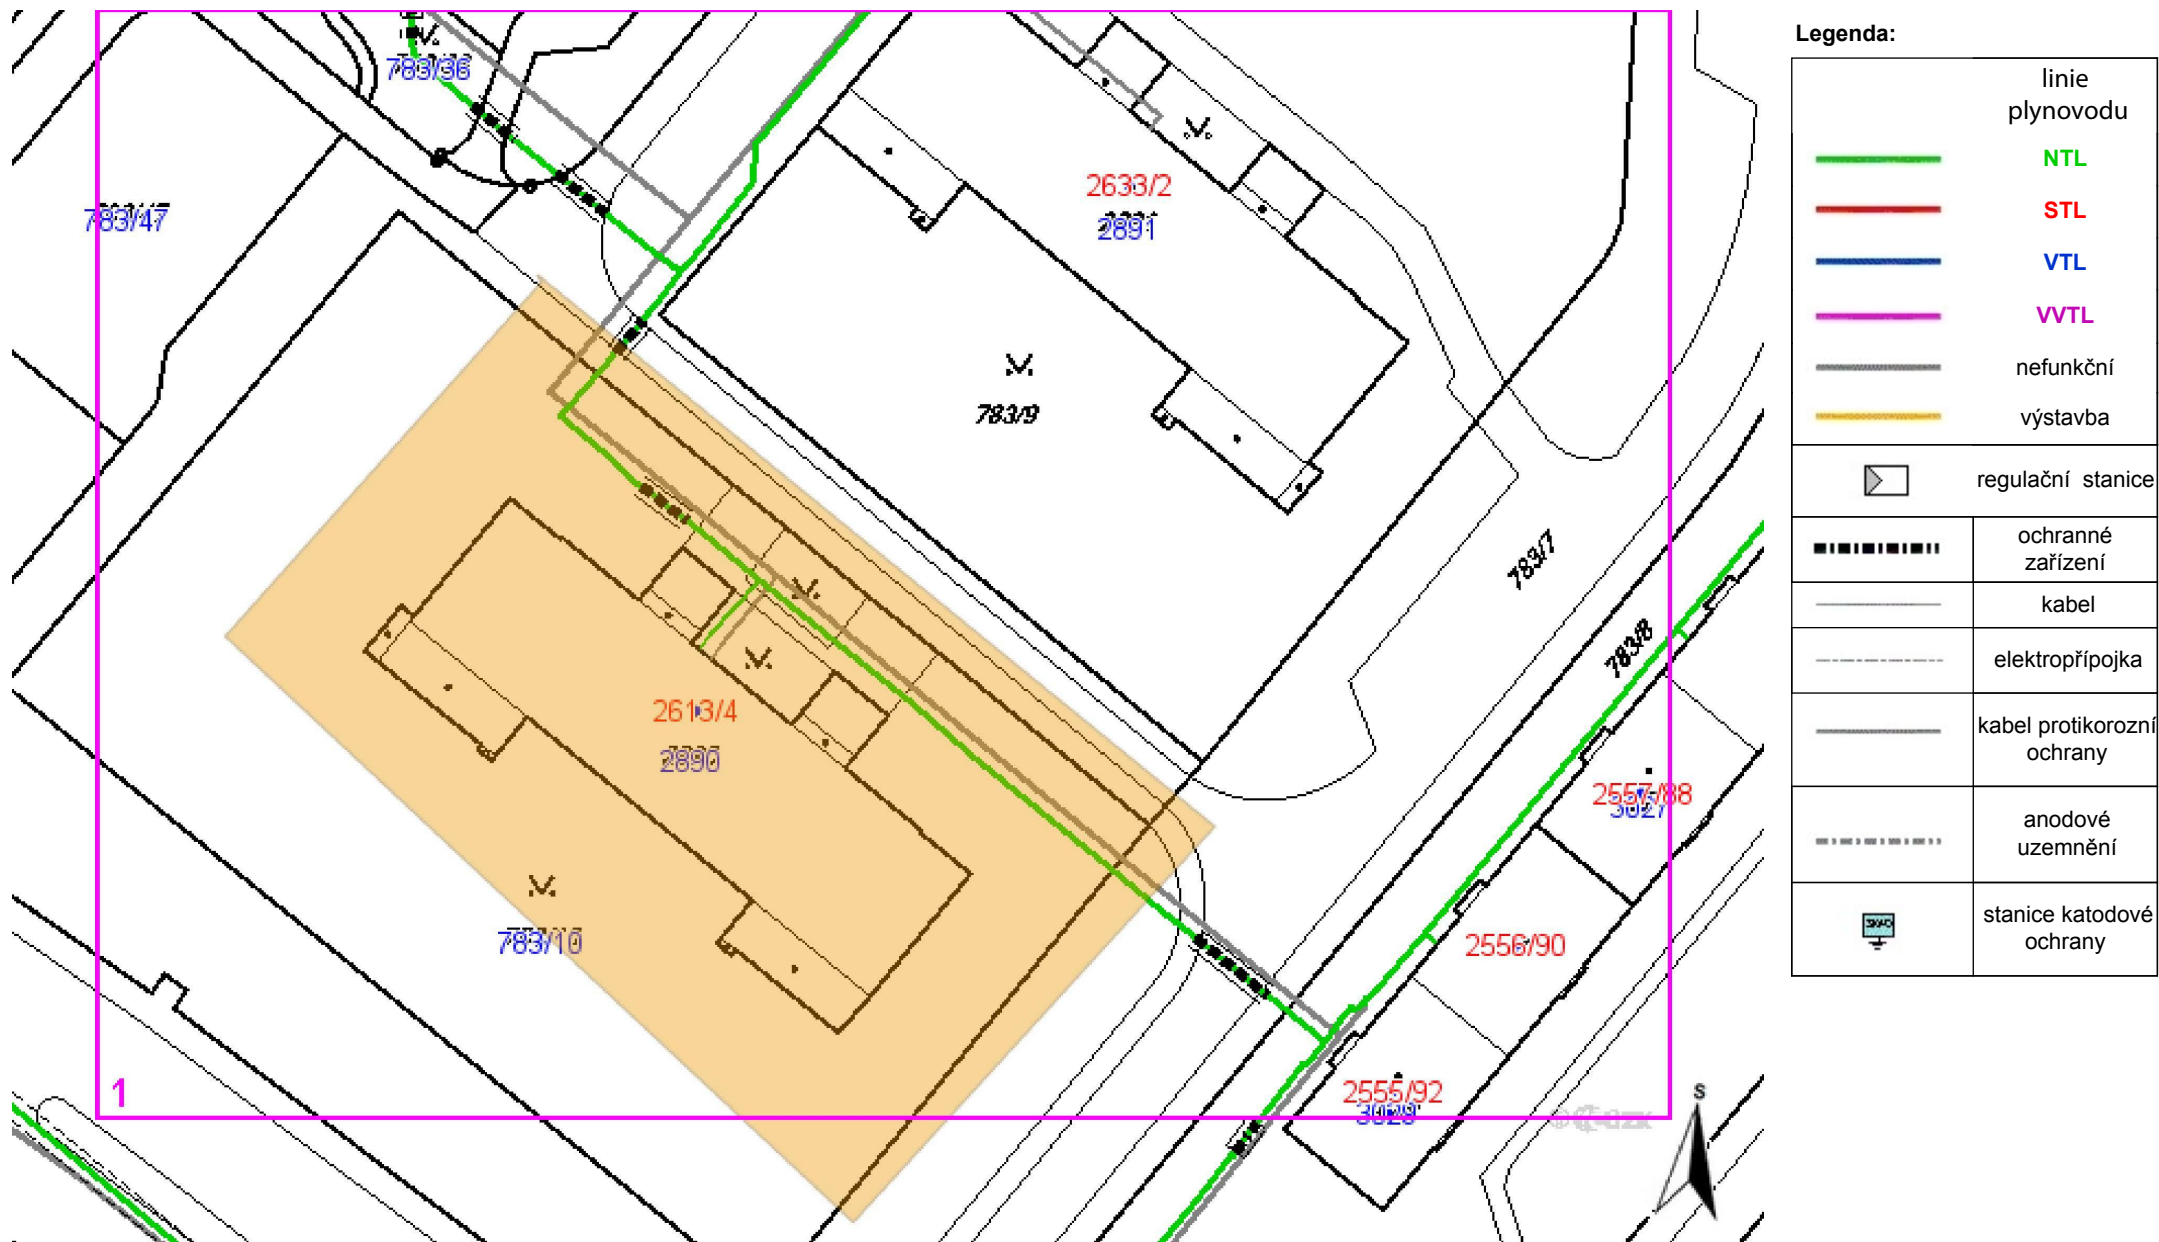 783/36
783/47
2633/2
2891
783/9
783/7
783/8
2613/4
2890
783/10
2557/88
3027
2556/90
2555/92
1
S
Legenda:
linie
plynovodu
NTL
STL
VTL
VVTL
nefunkční
výstavba
regulační stanice
ochranné
zařízení
kabel
elektropřípojka
kabel protikorozní
ochrany
anodové
uzemnění
stanice katodové
ochrany